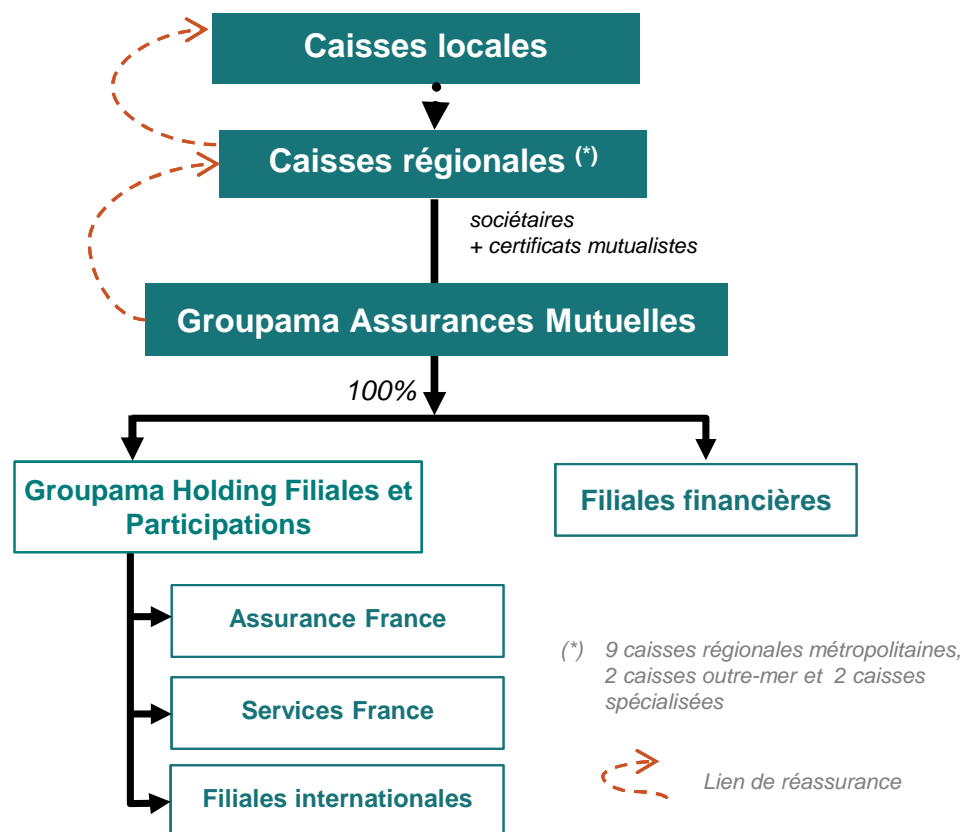 Caisses locales
Caisses régionales (*)
sociétaires
+ certificats mutualistes
Groupama Assurances Mutuelles
100%
Groupama Holding Filiales et
Participations
Filiales financières
Assurance France
Services France
Filiales internationales
(*) 9 caisses régionales métropolitaines,
2 caisses outre-mer et 2 caisses
spécialisées
Lien de réassurance